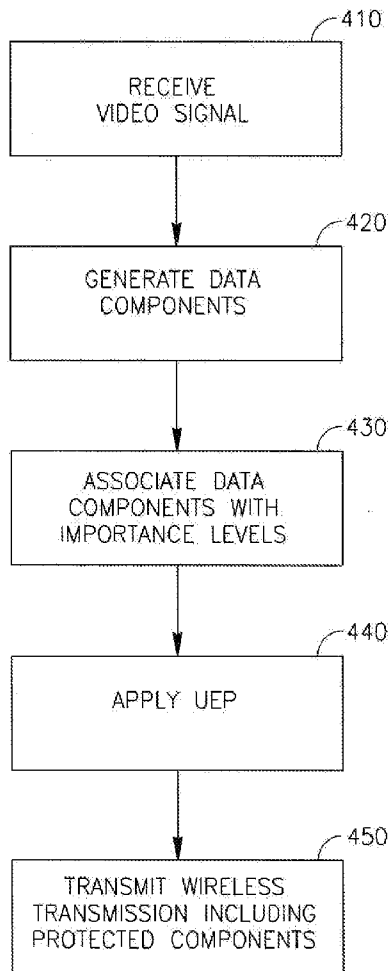 410
RECEIVE
VIDEO SIGNAL
420
GENERATE DATA
COMPONENTS
430
ASSOCIATE DATA
COMPONENTS WITH
IMPORTANCE LEVELS
440
APPLY UEP
450
TRANSMIT WIRELESS
TRANSMISSION INCLUDING
PROTECTED COMPONENTS